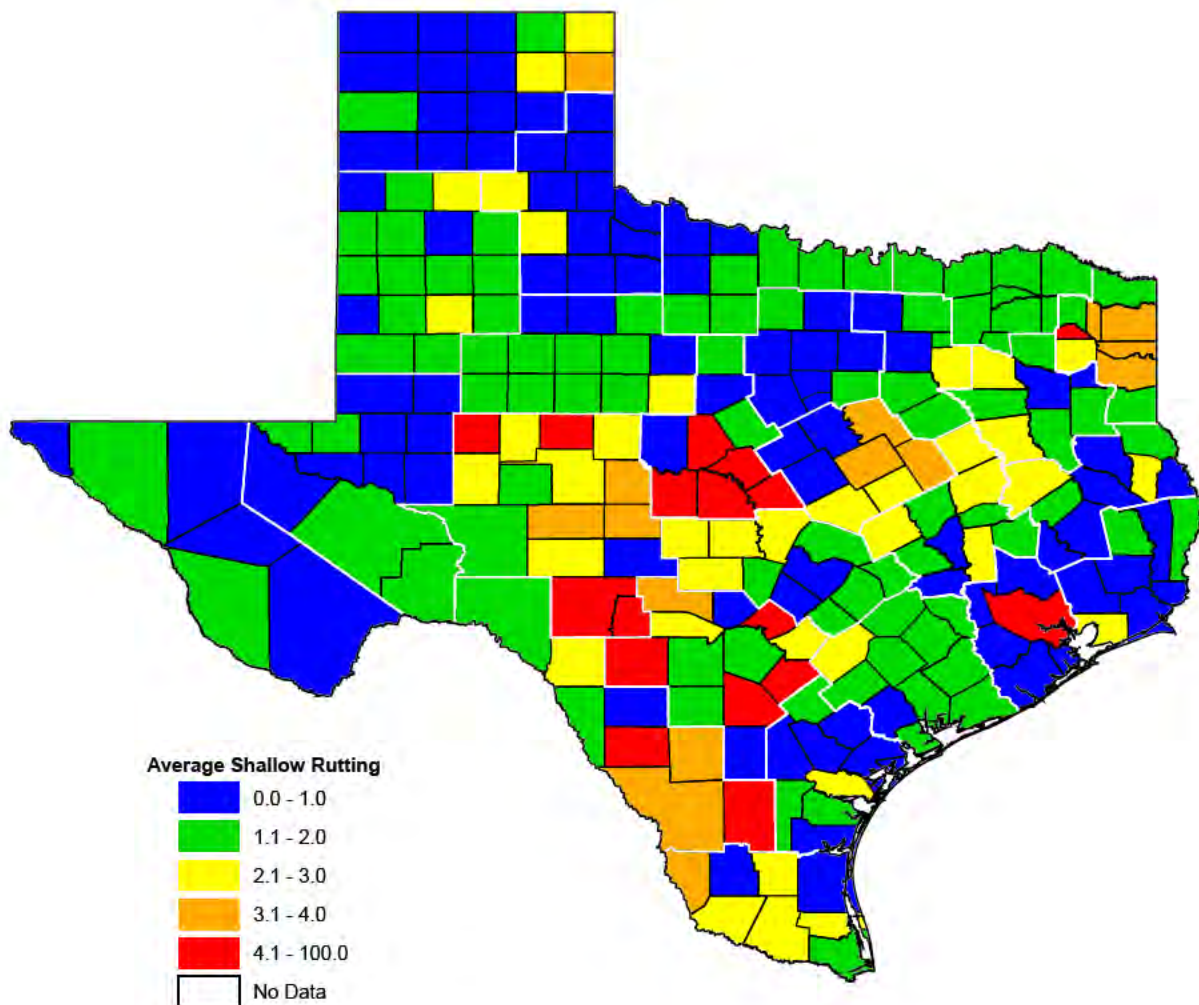 Average Shallow Rutting
0.0 - 1.0
1.1 - 2.0
2.1 - 3.0
3.1 - 4.0
4.1 - 100.0
No Data